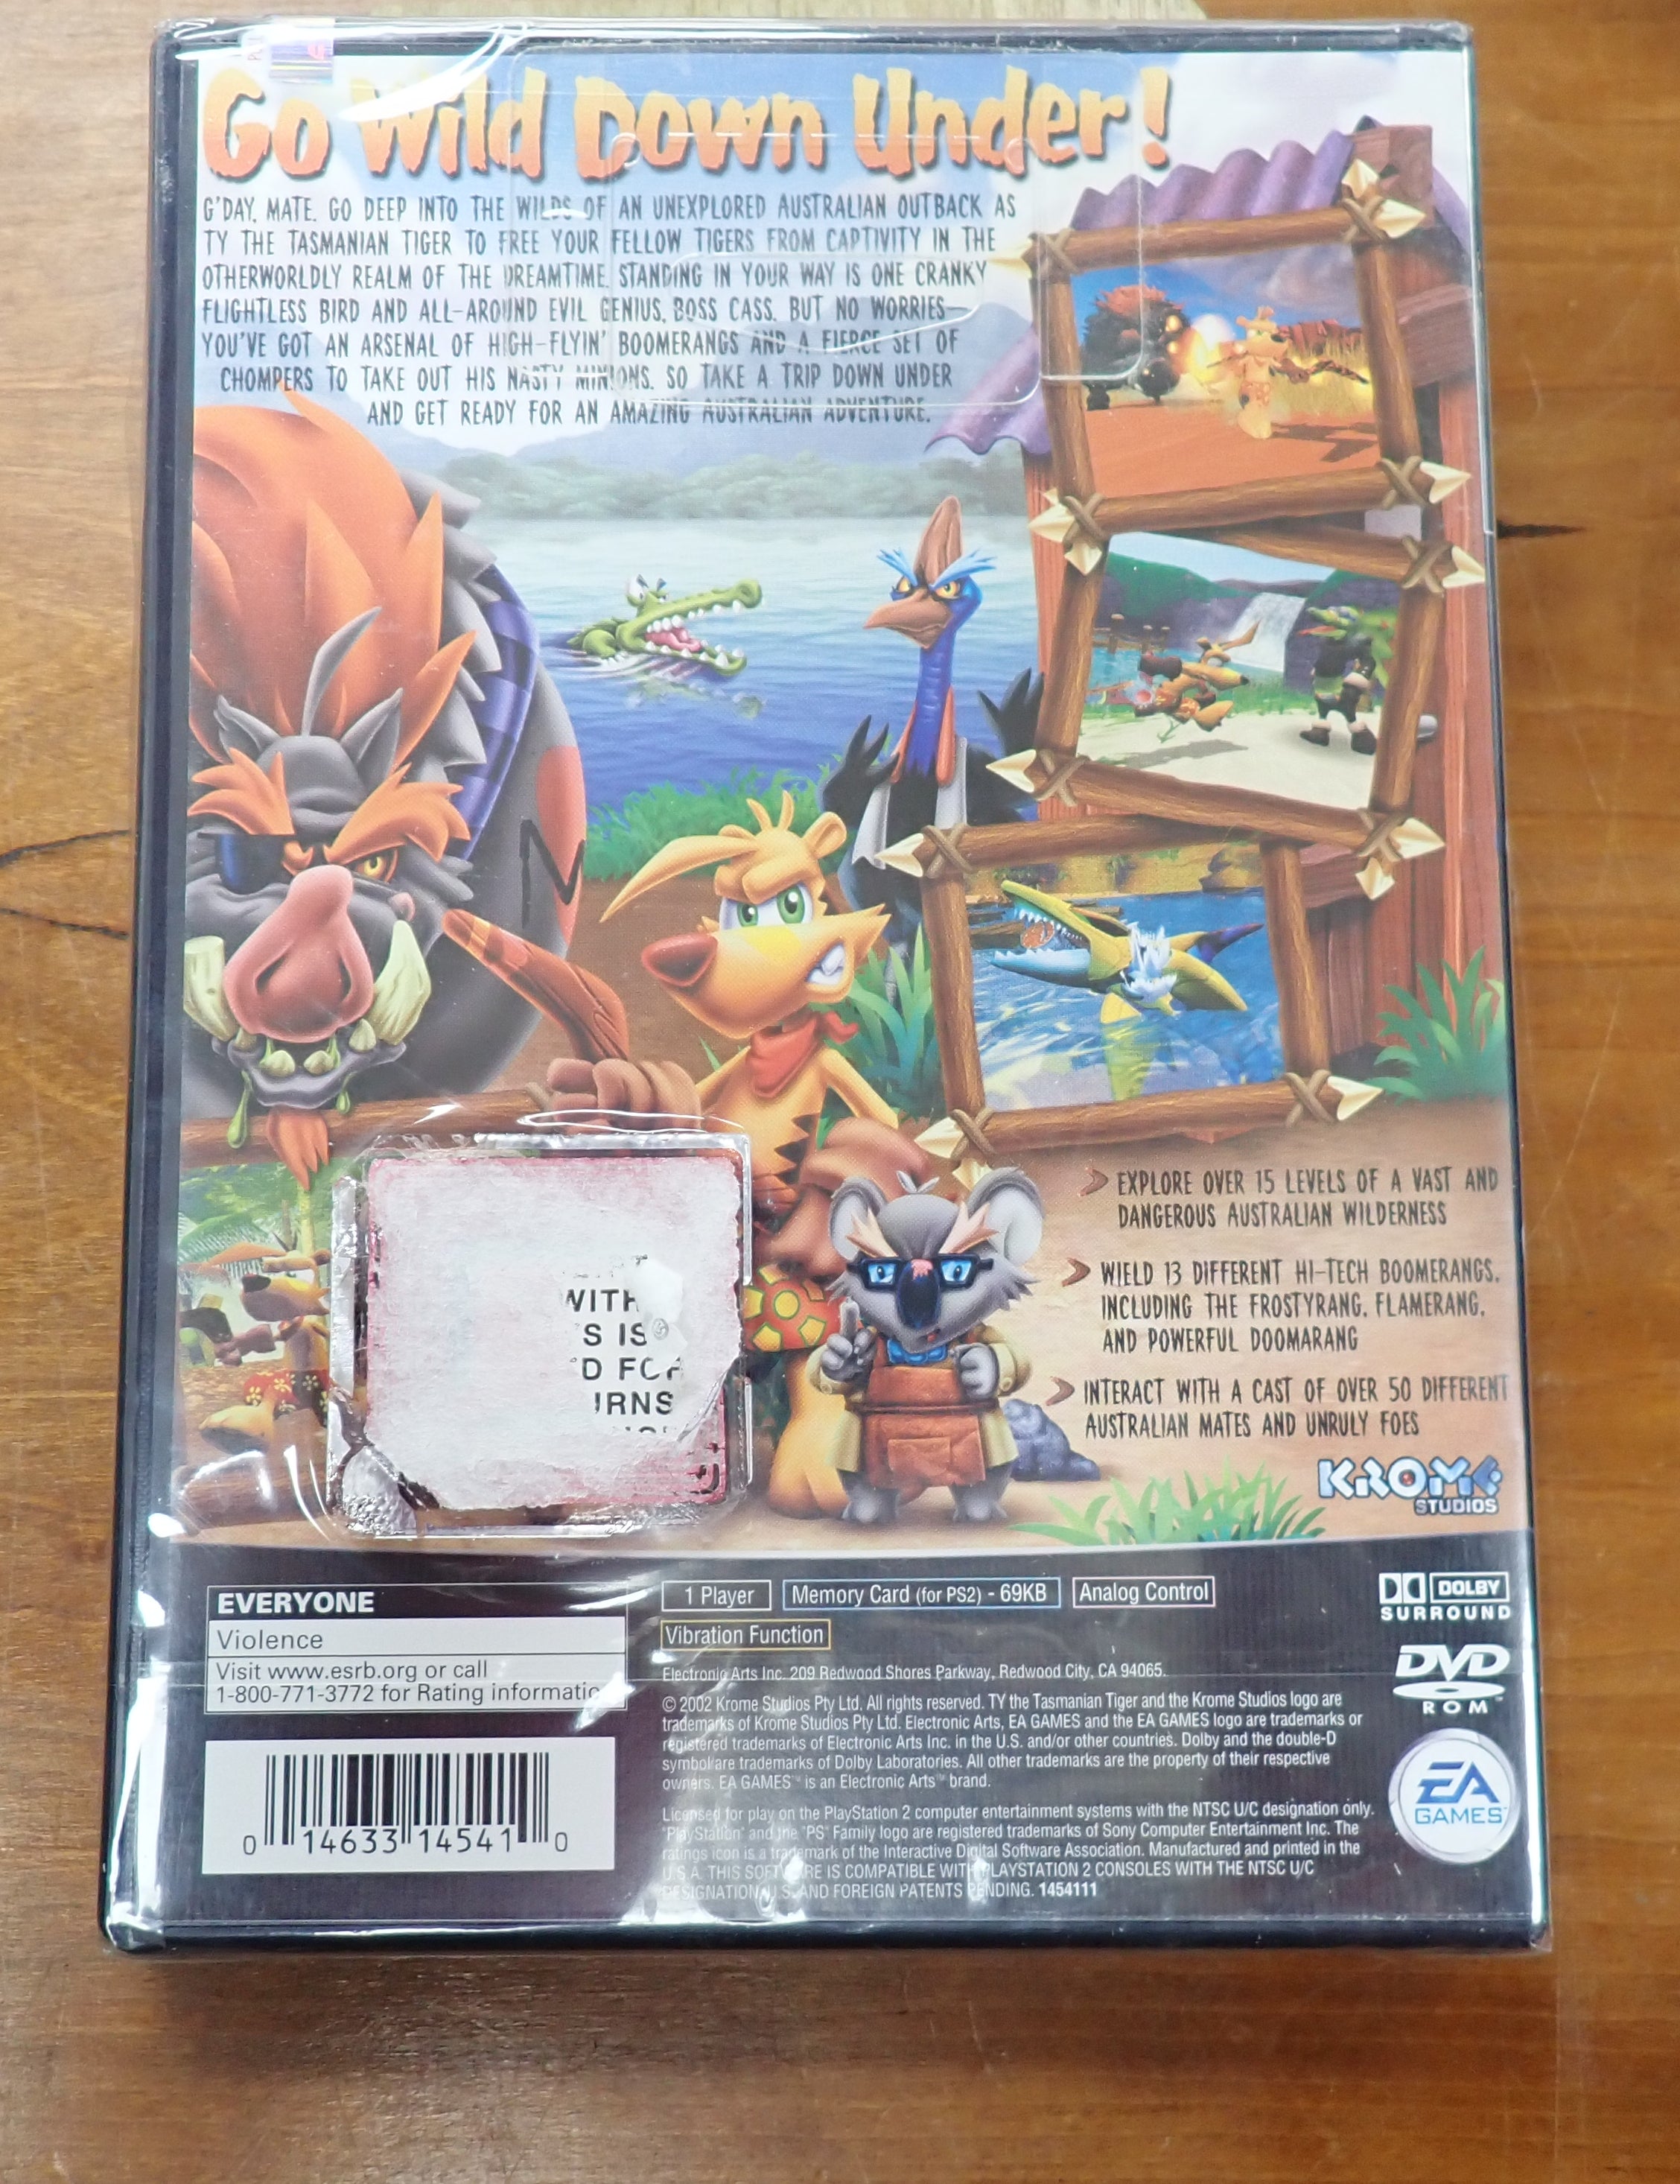 Go Wild Down Under!
G'DAY, MATE. GO DEEP INTO THE WILDS OF AN UNEXPLORED AUSTRALIAN OUTBACK AS
TY THE TASMANIAN TIGER TO FREE YOUR FELLOW TIGERS FROM CAPTIVITY IN THE
OTHERWORLDLY REALM OF THE DREAMTIME. STANDING IN YOUR WAY IS ONE CRANKY
FLIGHTLESS BIRD AND ALL-AROUND EVIL GENIUS, BOSS CASS. BUT NO WORRIES—
YOU'VE GOT AN ARSENAL OF HIGH-FLYIN' BOOMERANGS AND A FIERCE SET OF
CHOMPERS TO TAKE OUT HIS NASTY MINIONS. SO TAKE A TRIP DOWN UNDER
AND GET READY FOR AN AMAZING AUSTRALIAN ADVENTURE.
WITH
S IS
D FOR
URNS
EXPLORE OVER 15 LEVELS OF A VAST AND
DANGEROUS AUSTRALIAN WILDERNESS
WIELD 13 DIFFERENT HI-TECH BOOMERANGS,
INCLUDING THE FROSTYRANG, FLAMERANG,
AND POWERFUL DOOMARANG
INTERACT WITH A CAST OF OVER 50 DIFFERENT
AUSTRALIAN MATES AND UNRULY FOES
KROME
STUDIOS
EVERYONE
Violence
Visit www.esrb.org or call
1-800-771-3772 for Rating informatio
0 14633 14541 0
1 Player Memory Card (for PS2) - 69KB Analog Control
Vibration Function
Electronic Arts Inc. 209 Redwood Shores Parkway, Redwood City, CA 94065.
© 2002 Krome Studios Pty Ltd. All rights reserved. TY the Tasmanian Tiger and the Krome Studios logo are
trademarks of Krome Studios Pty Ltd. Electronic Arts, EA GAMES and the EA GAMES logo are trademarks or
registered trademarks of Electronic Arts Inc. in the U.S. and/or other countries. Dolby and the double-D
symbol are trademarks of Dolby Laboratories. All other trademarks are the property of their respective
owners. EA GAMES™ is an Electronic Arts™ brand.
Licensed for play on the PlayStation 2 computer entertainment systems with the NTSC U/C designation only.
"PlayStation" and the "PS" Family logo are registered trademarks of Sony Computer Entertainment Inc. The
ratings icon is a trademark of the Interactive Digital Software Association. Manufactured and printed in the
U.S.A. THIS SOFTWARE IS COMPATIBLE WITH PLAYSTATION 2 CONSOLES WITH THE NTSC U/C
DESIGNATION. U.S. AND FOREIGN PATENTS PENDING. 1454111
DOLBY
SURROUND
DVD
ROM™
EA
GAMES™